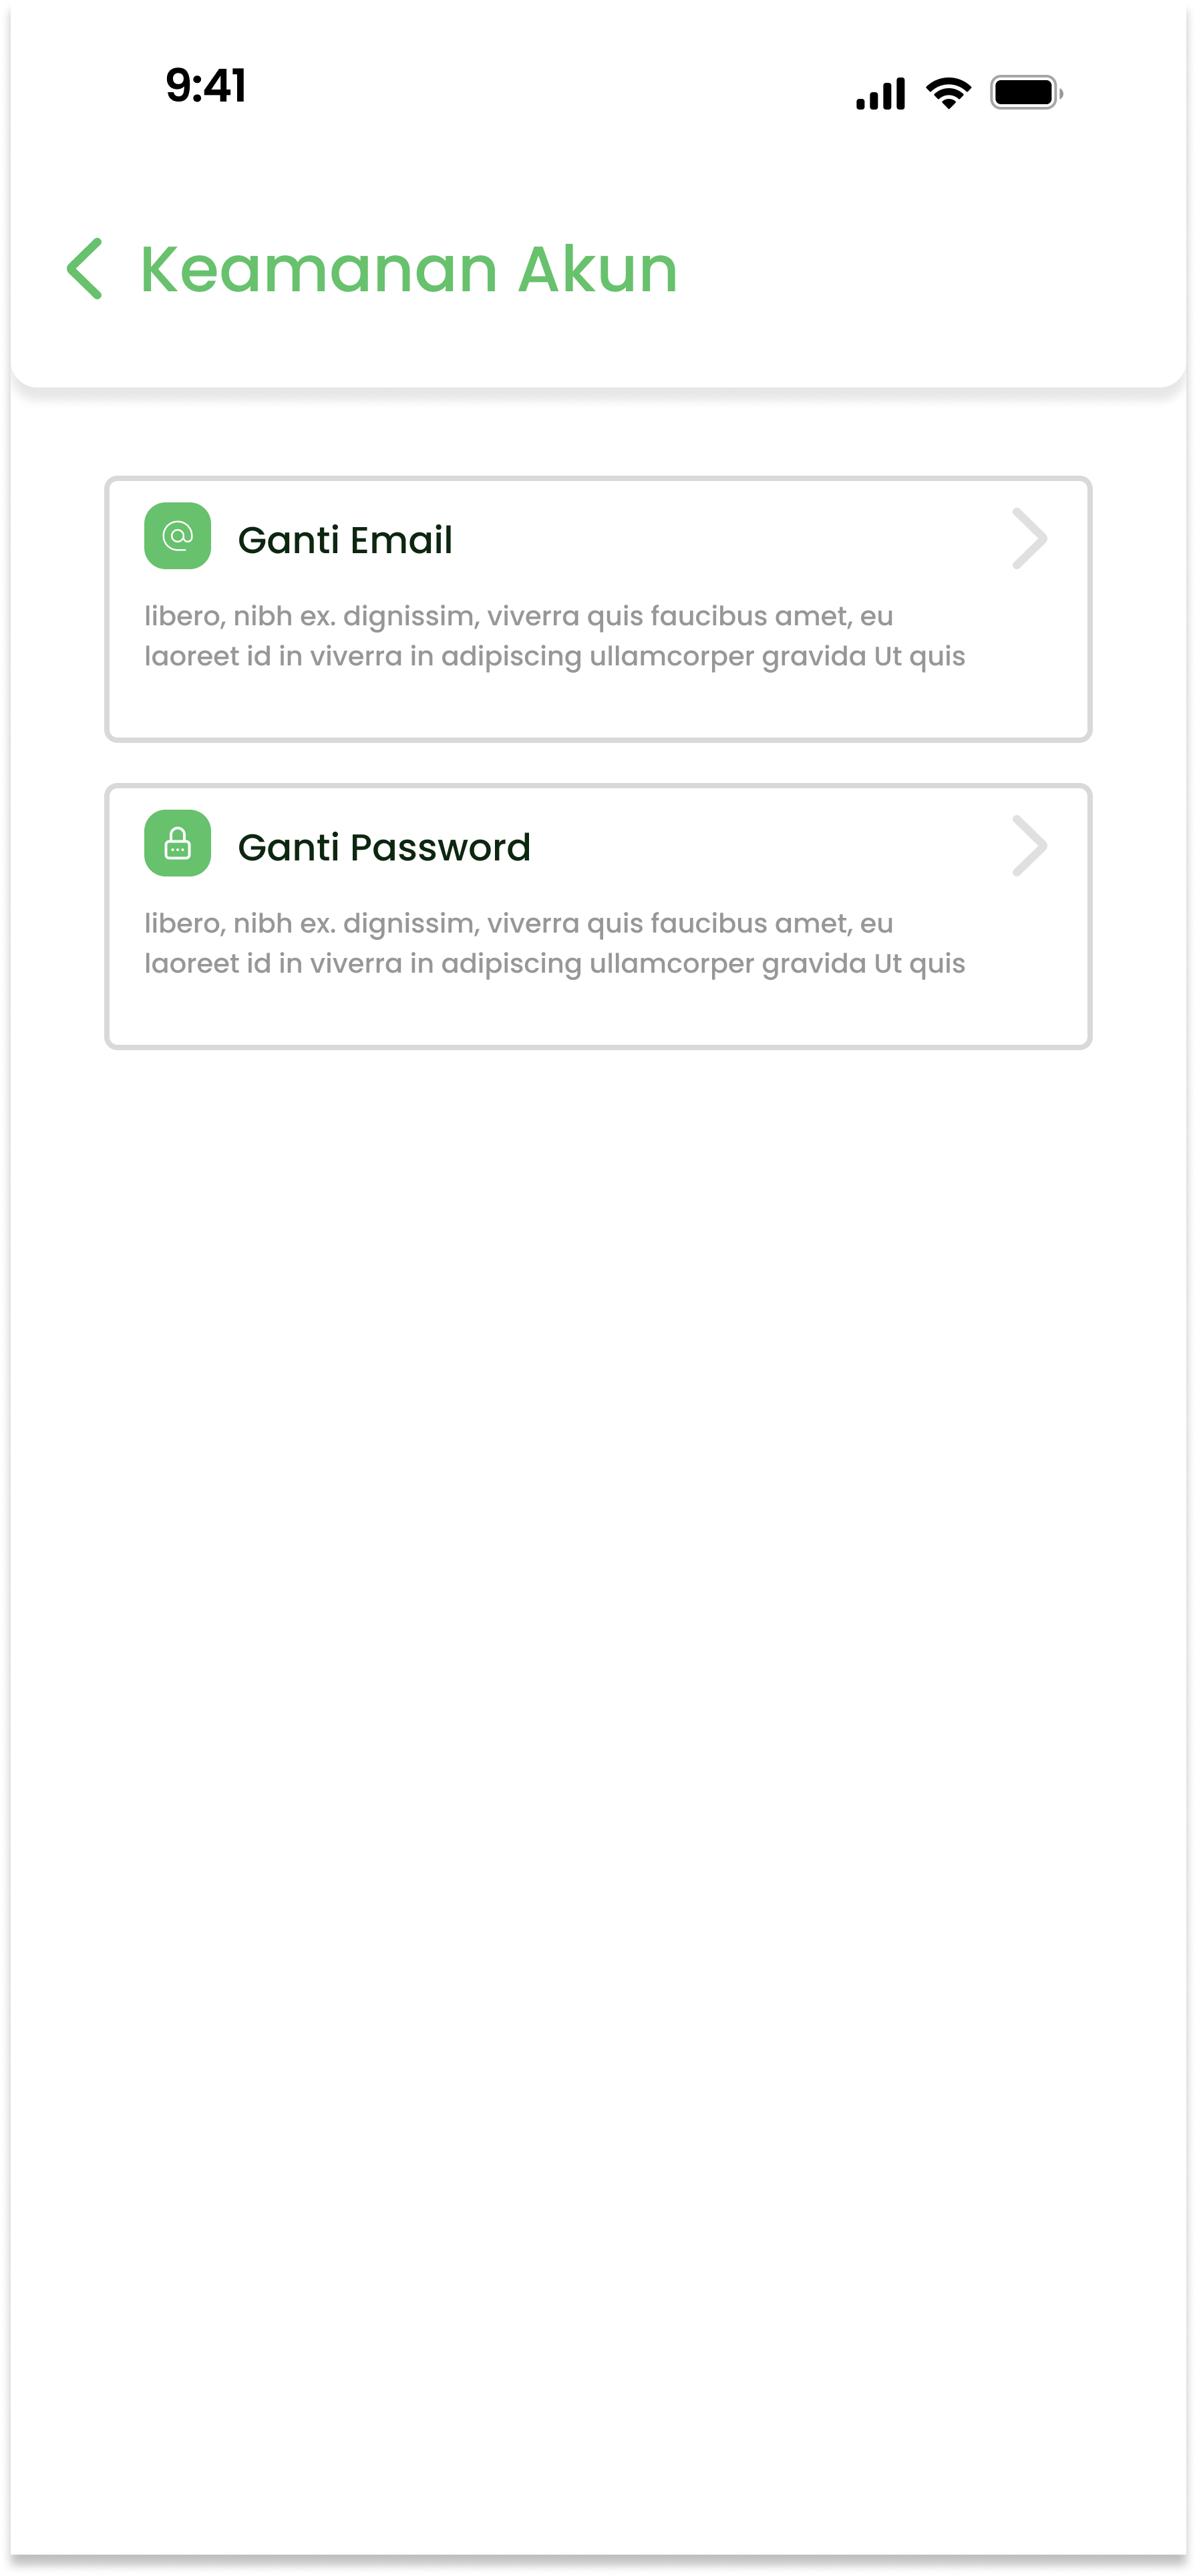 9:41
Keamanan Akun
Ganti Email
libero, nibh ex. dignissim, viverra quis faucibus amet, eu
laoreet id in viverra in adipiscing ullamcorper gravida Ut quis
Ganti Password
libero, nibh ex. dignissim, viverra quis faucibus amet, eu
laoreet id in viverra in adipiscing ullamcorper gravida Ut quis